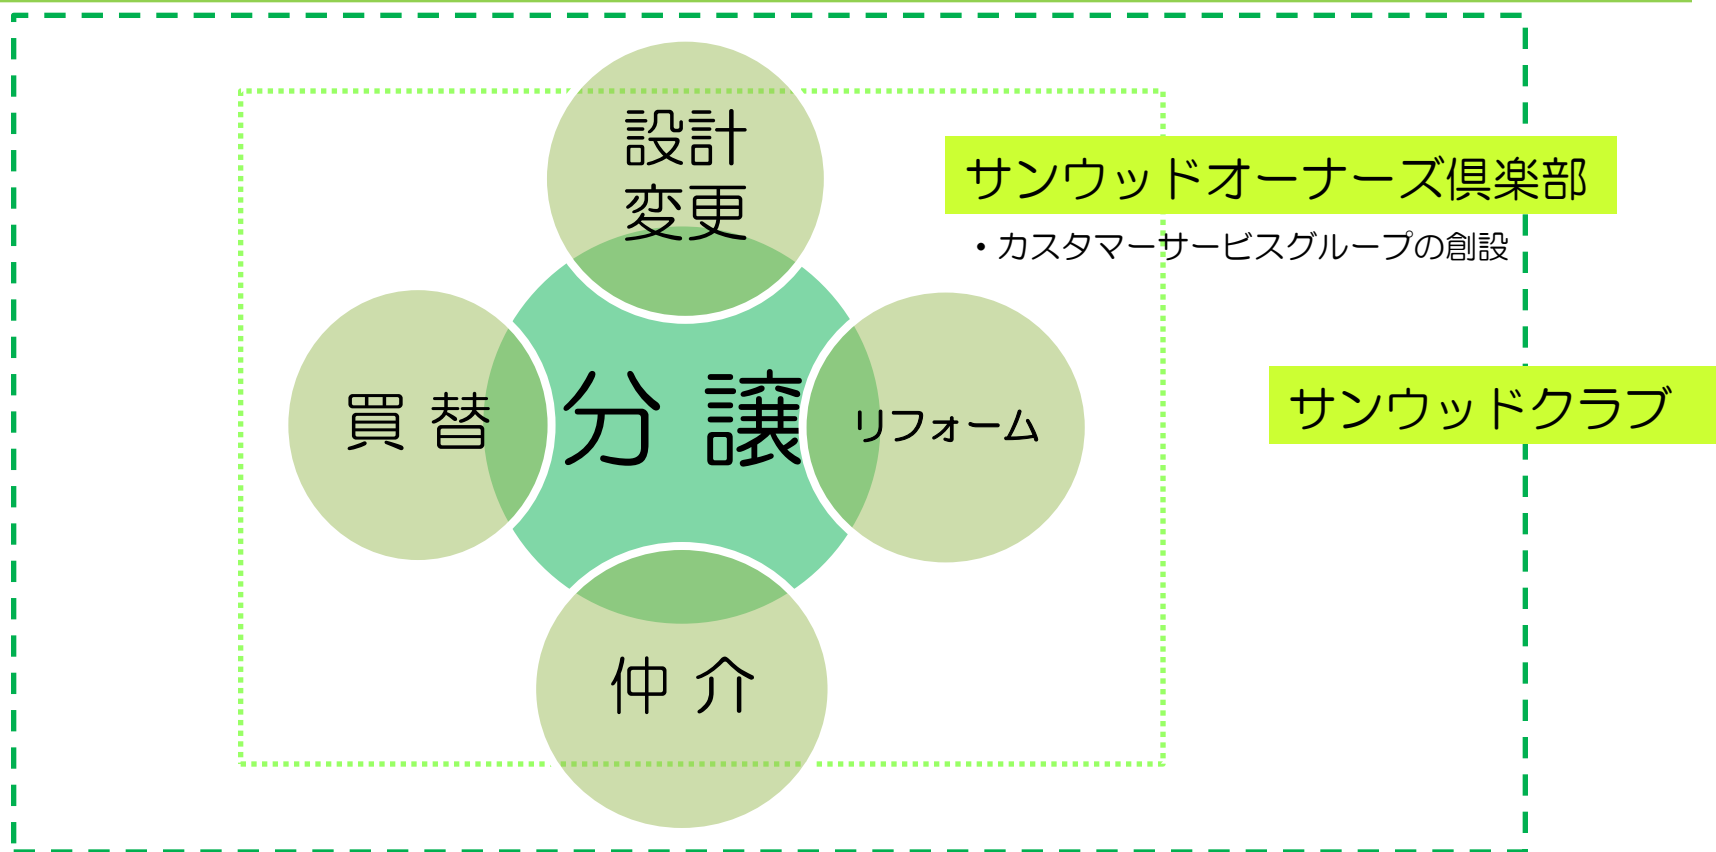 設計
変更
サンウッドオーナーズ倶楽部
・カスタマーサービスグループの創設
買 替
分 譲
リフォーム
サンウッドクラブ
仲 介